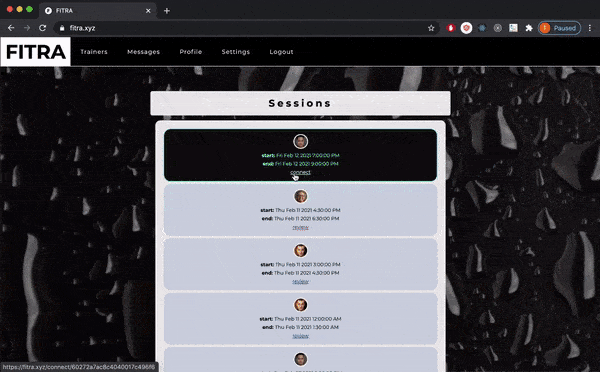 FITRA
fitra.xyz
Paused
FITRA
Trainers
Messages
Profile
Settings
Logout
Sessions
start: Fri Feb 12 2021 7:00:00 PM
end: Fri Feb 12 2021 9:00:00 PM
connect
start: Thu Feb 11 2021 4:30:00 PM
end: Thu Feb 11 2021 6:30:00 PM
review
start: Thu Feb 11 2021 3:00:00 PM
end: Thu Feb 11 2021 4:30:00 PM
review
start: Thu Feb 11 2021 12:00:00 AM
end: Thu Feb 11 2021 1:30:00 AM
review
https://fitra.xyz/connect/60272a7ac8c4040017c496f6